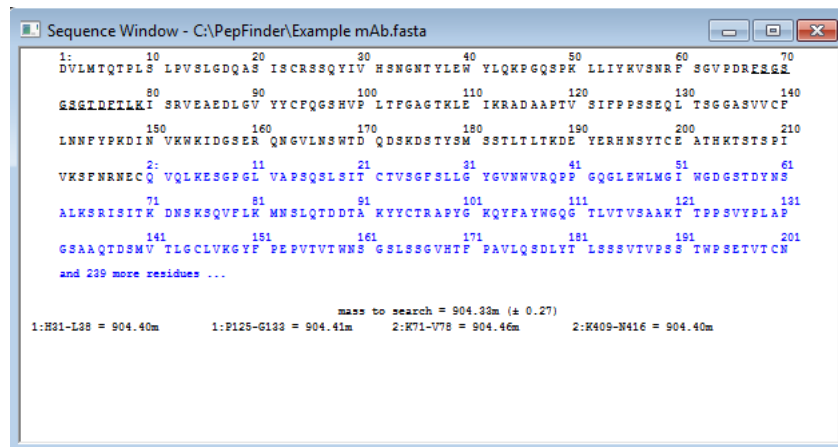 Sequence Window - C:\PepFinder\Example mAb.fasta
1: 10 20 30 40 50 60 70
DVLMTQTPLS LPVSLGDQAS ISCRSSQYIV HSNGNTYLEW YLQKPGQSPK LLIYKVSNRF SGVPDRFSGS
80 90 100 110 120 130 140
GSGTDFTLKI SRVEAEDLGV YYCFQGSHVP LTFGAGTKLE IKRADAAPTV SIFPPSSEQL TSGGASVVCF
150 160 170 180 190 200 210
LNNFYPKDIN VKWKIDGSER QNGVLNSWTD QDSKDSTYSM SSTLTLTKDE YERHNSYTCE ATHKTSTSPI
2: 11 21 31 41 51 61
VKSFNRNECQ VQLKESGPGL VAPSQSLSIT CTVSGFSLLG YGVNWVRQPP GQGLEWLMGI WGDGSTDYNS
71 81 91 101 111 121 131
ALKSRISITK DNSKSQVFLK MNSLQTDDTA KYYCTRAPYG KQYFAYWGQG TLVTVSAAKT TPPSVYPLAP
141 151 161 171 181 191 201
GSAAQTDSMV TLGCLVKGYF PEPVTVTWNS GSLSSGVHTF PAVLQSDLYT LSSSVTVPSS TWPSETVTCN
and 239 more residues ...
mass to search = 904.33m (± 0.27)
1:H31-L38 = 904.40m 1:P125-G133 = 904.41m 2:K71-V78 = 904.46m 2:K409-N416 = 904.40m